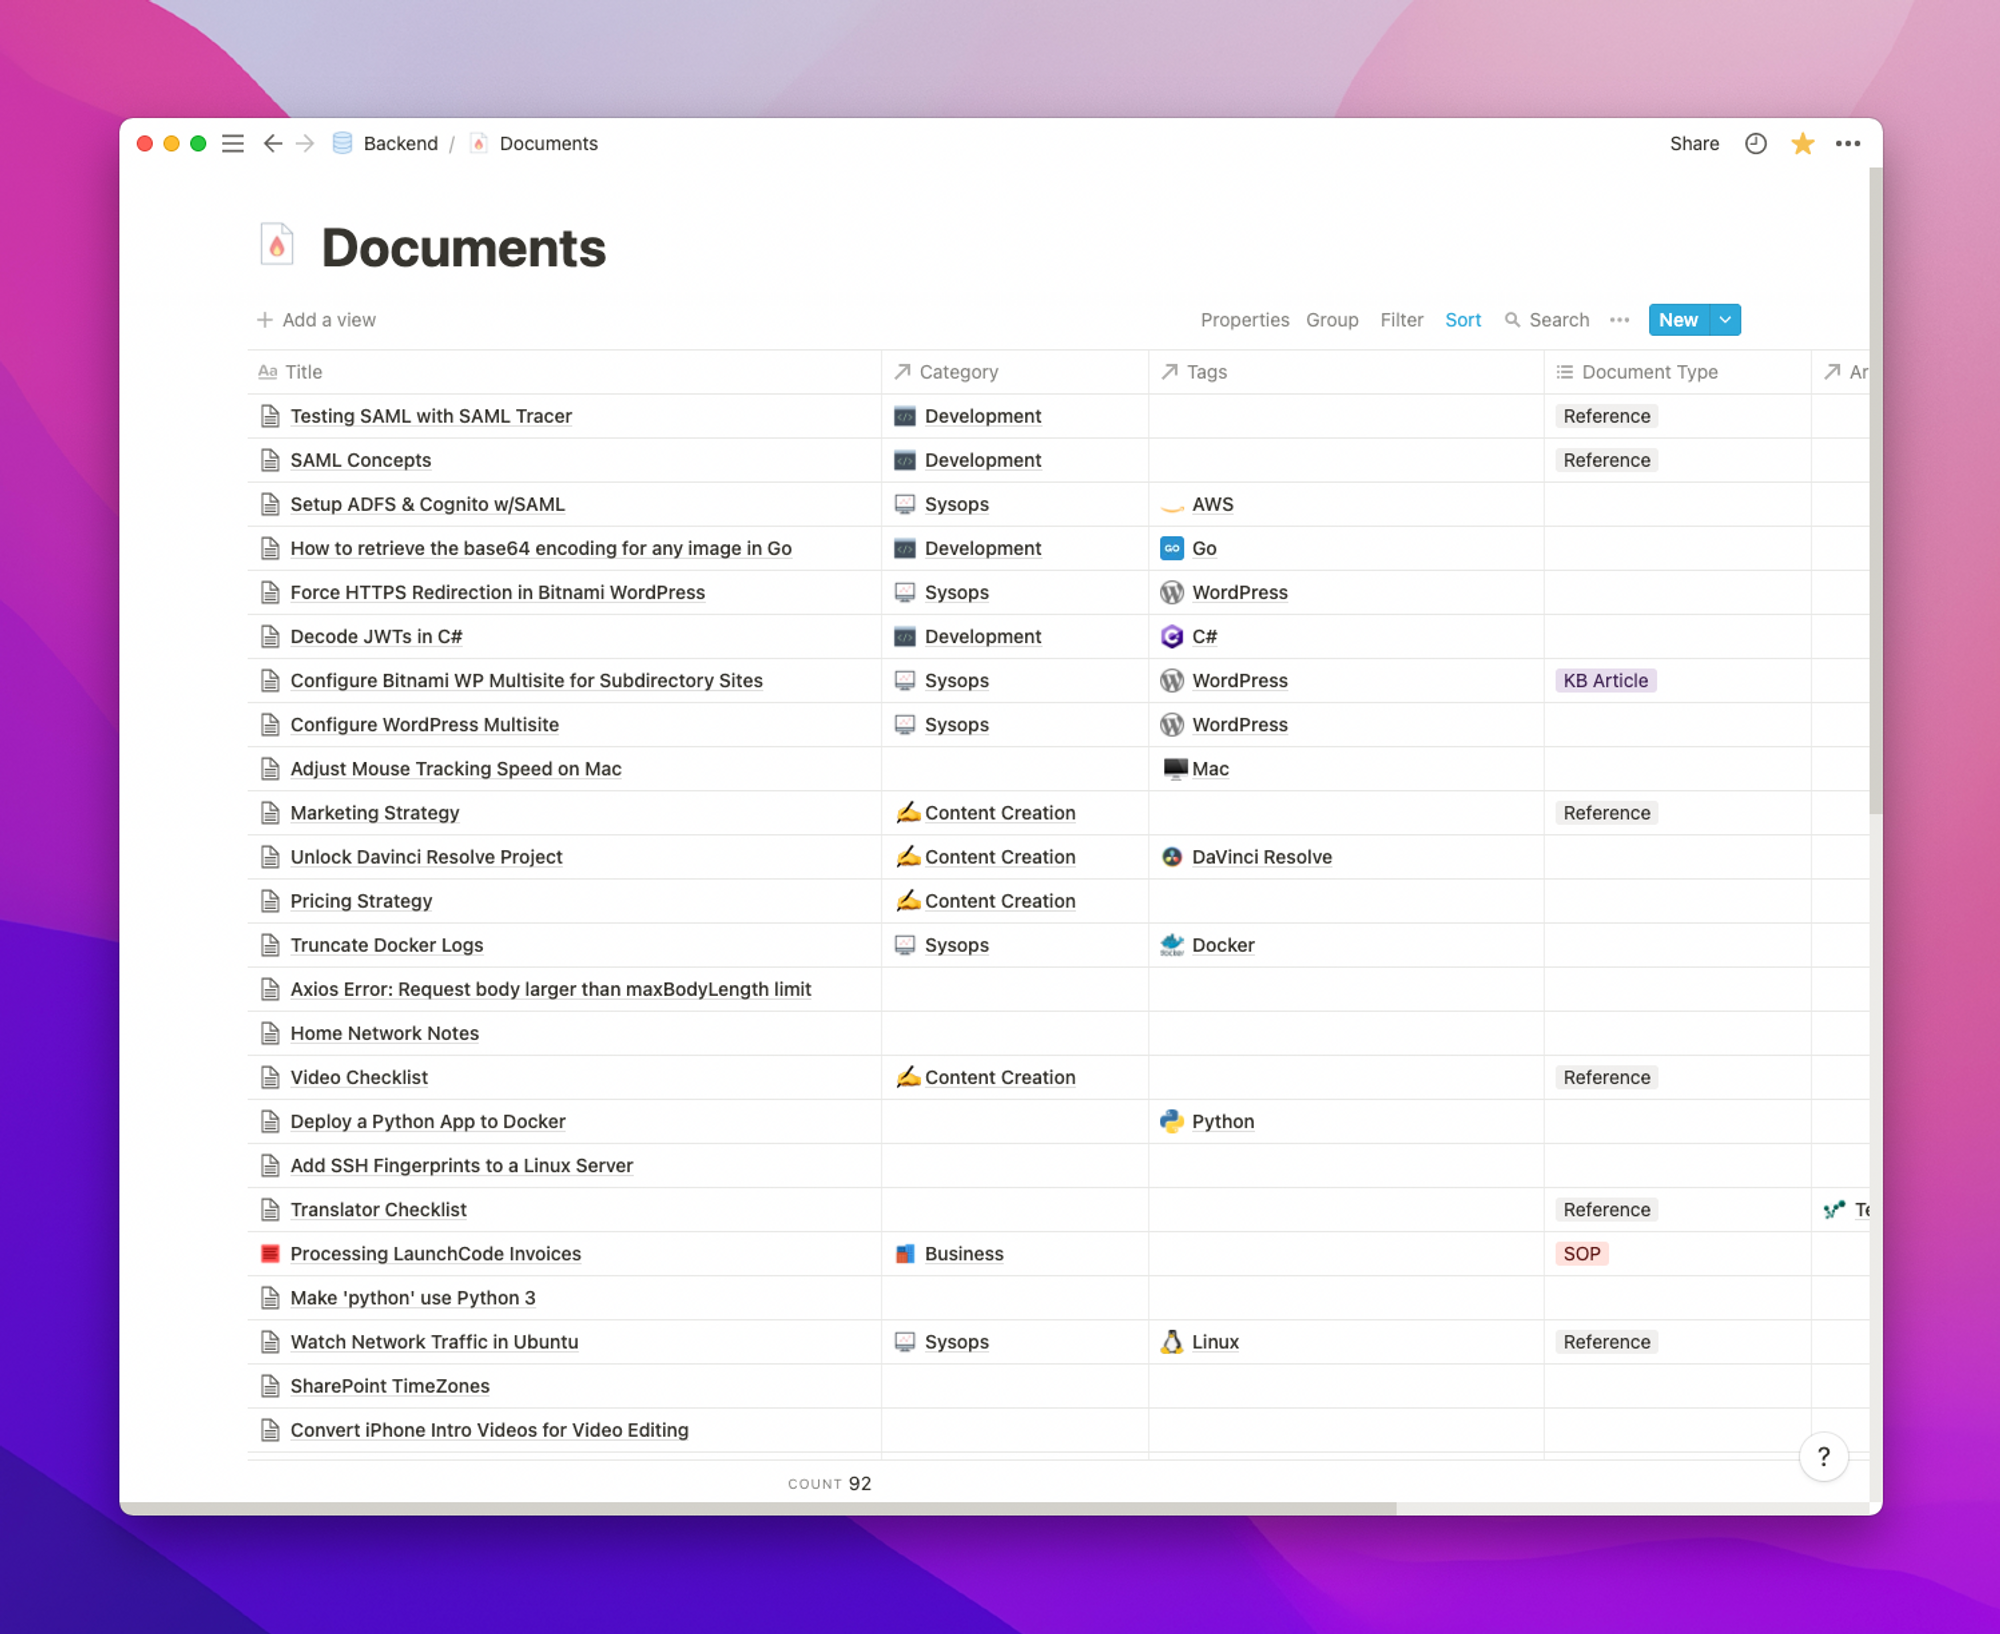 Backend / Documents Share
Documents
Add a view Properties Group Filter Sort Search New
Aa Title Category Tags Document Type Ar
Testing SAML with SAML Tracer Development Reference
SAML Concepts Development Reference
Setup ADFS & Cognito w/SAML Sysops AWS
How to retrieve the base64 encoding for any image in Go Development GO Go
Force HTTPS Redirection in Bitnami WordPress Sysops WordPress
Decode JWTs in C# Development C#
Configure Bitnami WP Multisite for Subdirectory Sites Sysops WordPress KB Article
Configure WordPress Multisite Sysops WordPress
Adjust Mouse Tracking Speed on Mac Mac
Marketing Strategy Content Creation Reference
Unlock Davinci Resolve Project Content Creation DaVinci Resolve
Pricing Strategy Content Creation
Truncate Docker Logs Sysops docker Docker
Axios Error: Request body larger than maxBodyLength limit
Home Network Notes
Video Checklist Content Creation Reference
Deploy a Python App to Docker Python
Add SSH Fingerprints to a Linux Server
Translator Checklist Reference Te
Processing LaunchCode Invoices Business SOP
Make 'python' use Python 3
Watch Network Traffic in Ubuntu Sysops Linux Reference
SharePoint TimeZones
Convert iPhone Intro Videos for Video Editing
COUNT 92
?